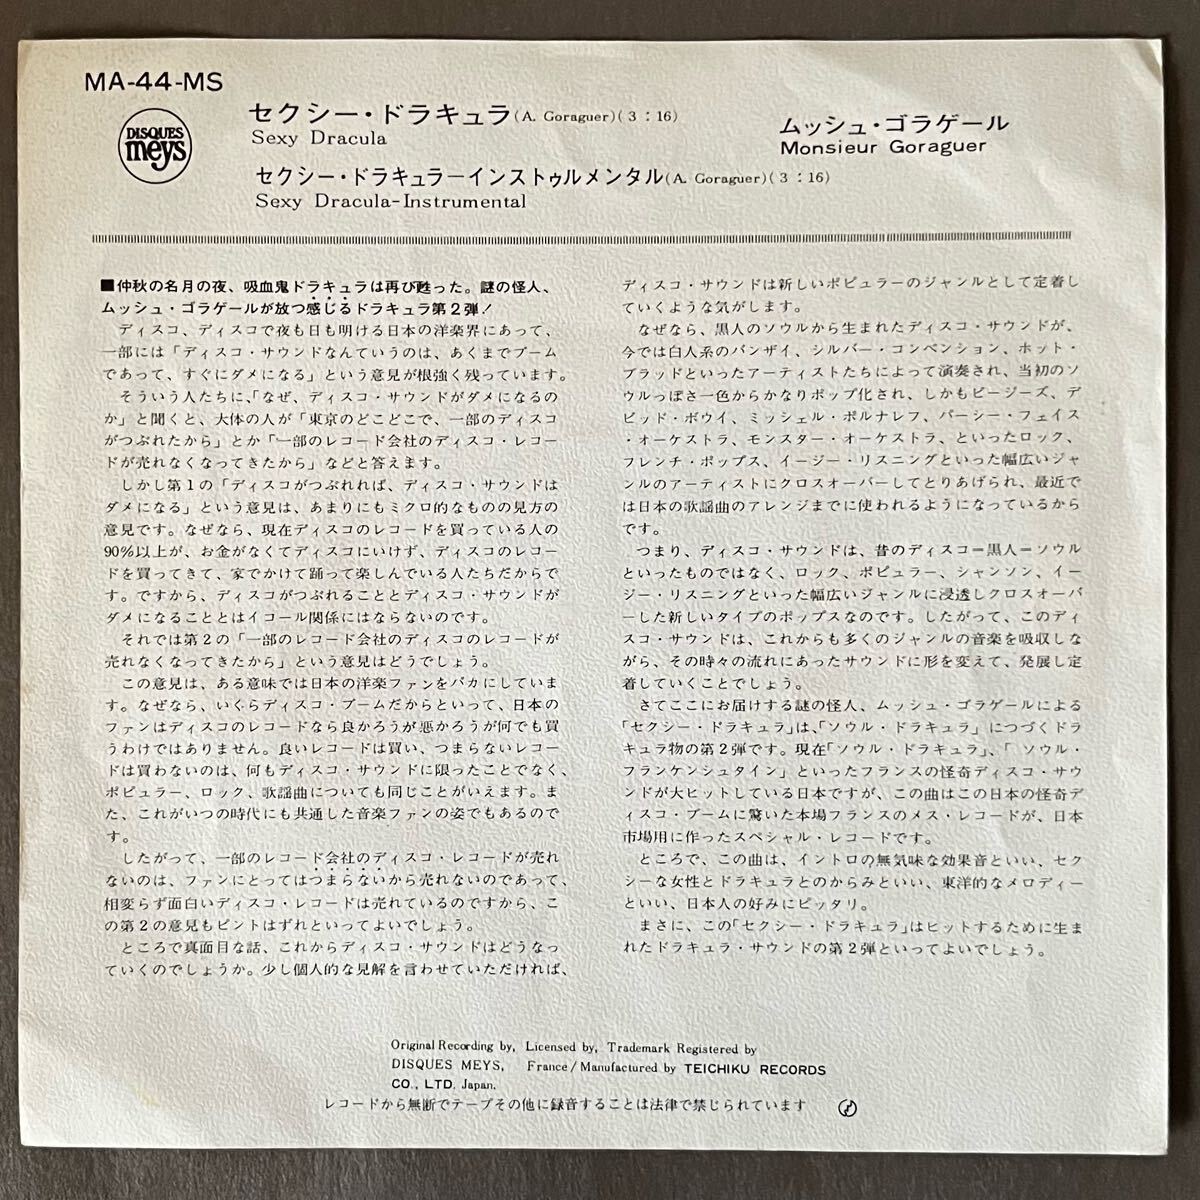 MA-44-MS
DISQUES
meys
セクシー・ドラキュラ(A. Goraguer)(3：16)
Sexy Dracula
ムッシュ・ゴラゲール
Monsieur Goraguer
セクシー・ドラキュラーインストゥルメンタル(A. Goraguer)(3：16)
Sexy Dracula-Instrumental
■仲秋の名月の夜、吸血鬼ドラキュラは再び甦った。謎の怪人、
ムッシュ・ゴラゲールが放つ感じるドラキュラ第2弾！
ディスコ、ディスコで夜も日も明ける日本の洋楽界にあって、
一部には「ディスコ・サウンドなんていうのは、あくまでブーム
であって、すぐにダメになる」という意見が根強く残っています。
そういう人たちに、「なぜ、ディスコ・サウンドがダメになるの
か」と聞くと、大体の人が「東京のどこどこで、一部のディスコ
がつぶれたから」とか「一部のレコード会社のディスコ・レコー
ドが売れなくなってきたから」などと答えます。
しかし第1の「ディスコがつぶれれば、ディスコ・サウンドは
ダメになる」という意見は、あまりにもミクロ的なものの見方の
意見です。なぜなら、現在ディスコのレコードを買っている人の
90％以上が、お金がなくてディスコにいけず、ディスコのレコー
ドを買ってきて、家でかけて踊って楽しんでいる人たちだからで
す。ですから、ディスコがつぶれることとディスコ・サウンドが
ダメになることとはイコール関係にはならないのです。
それでは第2の「一部のレコード会社のディスコのレコードが
売れなくなってきたから」という意見はどうでしょう。
この意見は、ある意味では日本の洋楽ファンをバカにしていま
す。なぜなら、いくらディスコ・ブームだからといって、日本の
ファンはディスコのレコードなら良かろうが悪かろうが何でも買
うわけではありません。良いレコードは買い、つまらないレコー
ドは買わないのは、何もディスコ・サウンドに限ったことでなく、
ポピュラー、ロック、歌謡曲についても同じことがいえます。ま
た、これがいつの時代にも共通した音楽ファンの姿でもあるので
す。
したがって、一部のレコード会社のディスコ・レコードが売れ
ないのは、ファンにとってはつまらないから売れないのであって、
相変らず面白いディスコ・レコードは売れているのですから、こ
の第2の意見もピントはずれといってよいでしょう。
ところで真面目な話、これからディスコ・サウンドはどうなっ
ていくのでしょうか。少し個人的な見解を言わせていただければ、
ディスコ・サウンドは新しいポピュラーのジャンルとして定着し
ていくような気がします。
なぜなら、黒人のソウルから生まれたディスコ・サウンドが、
今では白人系のバンザイ、シルバー・コンベンション、ホット・
ブラッドといったアーティストたちによって演奏され、当初のソ
ウルっぽさ一色からかなりポップ化され、しかもビージーズ、デ
ビッド・ボウイ、ミッシェル・ポルナレフ、パーシー・フェイス
・オーケストラ、モンスター・オーケストラ、といったロック、
フレンチ・ポップス、イージー・リスニングといった幅広いジャ
ンルのアーティストにクロスオーバーしてとりあげられ、最近で
は日本の歌謡曲のアレンジまでに使われるようになっているから
です。
つまり、ディスコ・サウンドは、昔のディスコ＝黒人＝ソウル
といったものではなく、ロック、ポピュラー、シャンソン、イー
ジー・リスニングといった幅広いジャンルに浸透しクロスオーバ
ーした新しいタイプのポップスなのです。したがって、このディ
スコ・サウンドは、これからも多くのジャンルの音楽を吸収しな
がら、その時々の流れにあったサウンドに形を変えて、発展し定
着していくことでしょう。
さてここにお届けする謎の怪人、ムッシュ・ゴラゲールによる
「セクシー・ドラキュラ」は、「ソウル・ドラキュラ」につづくドラ
キュラ物の第2弾です。現在「ソウル・ドラキュラ」、「ソウル・
フランケンシュタイン」といったフランスの怪奇ディスコ・サウ
ンドが大ヒットしている日本ですが、この曲はこの日本の怪奇デ
ィスコ・ブームに驚いた本場フランスのメス・レコードが、日本
市場用に作ったスペシャル・レコードです。
ところで、この曲は、イントロの無気味な効果音といい、セク
シーな女性とドラキュラとのからみといい、東洋的なメロディー
といい、日本人の好みにピッタリ。
まさに、この「セクシー・ドラキュラ」はヒットするために生ま
れたドラキュラ・サウンドの第2弾といってよいでしょう。
Original Recording by, Licensed by, Trademark Registered by
DISQUES MEYS, France/Manufactured by TEICHIKU RECORDS
CO., LTD. Japan.
レコードから無断でテープその他に録音することは法律で禁じられています